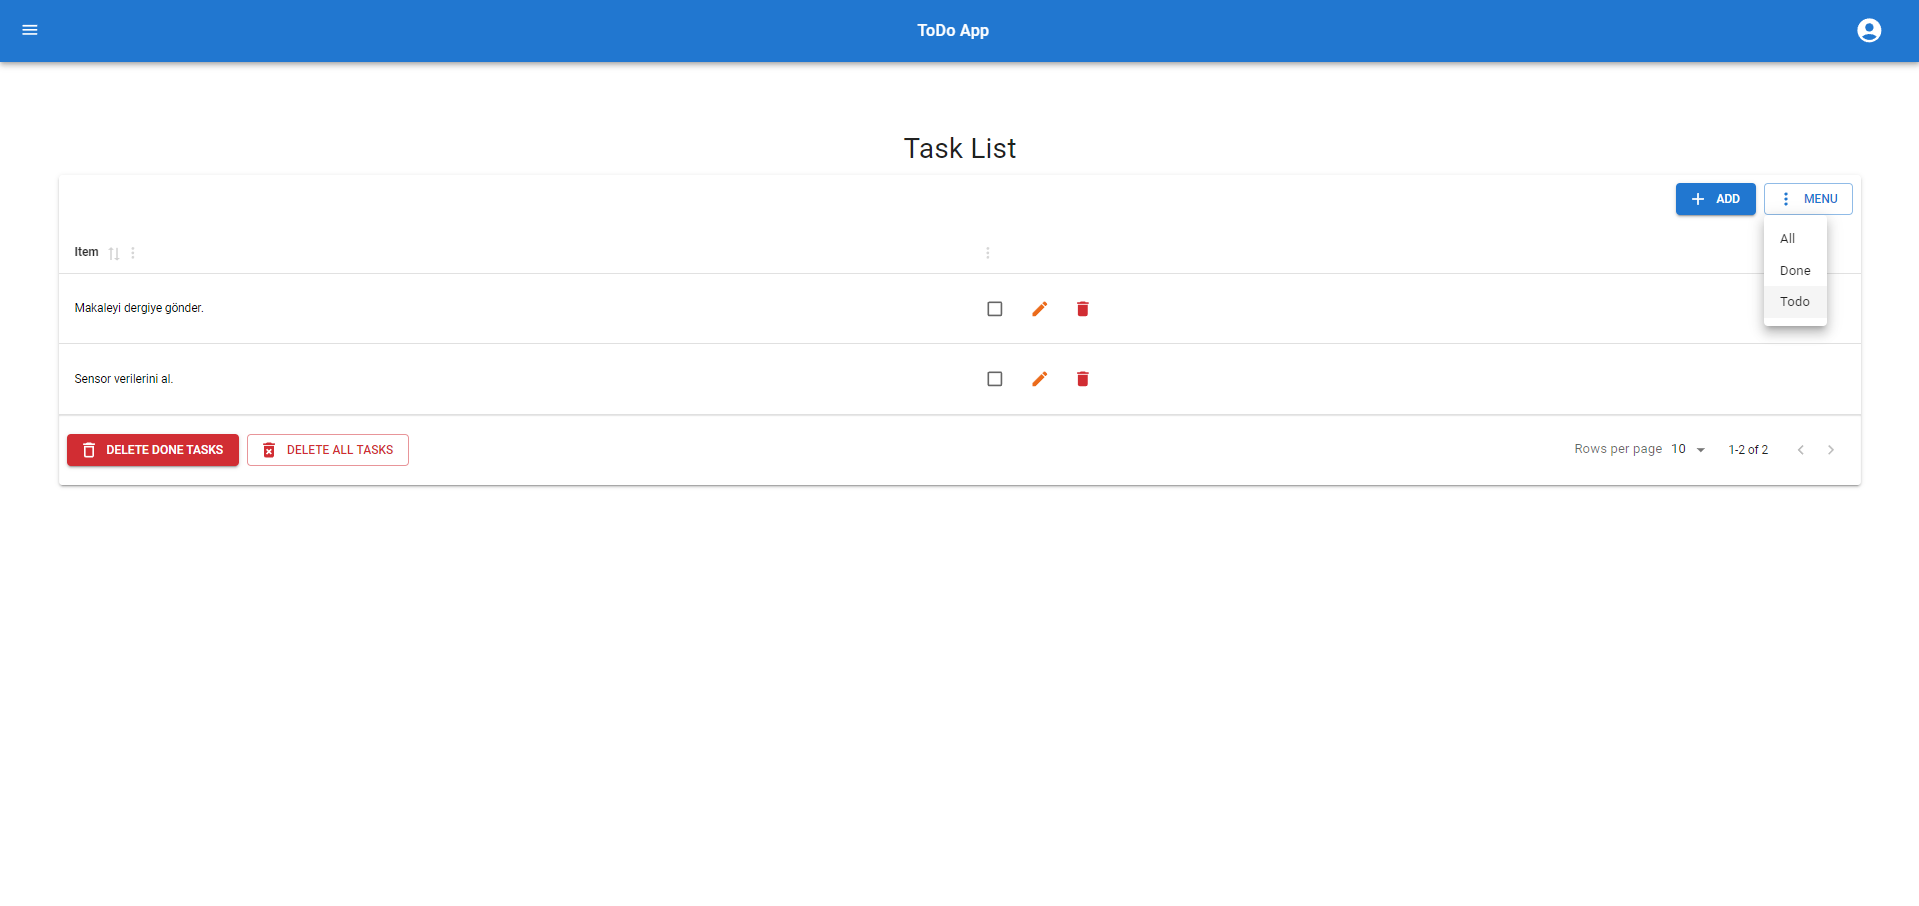 ToDo App
Task List
ADD
MENU
All
Done
Todo
Item
Makaleyi dergiye gönder.
Sensor verilerini al.
DELETE DONE TASKS
DELETE ALL TASKS
Rows per page 10
1-2 of 2